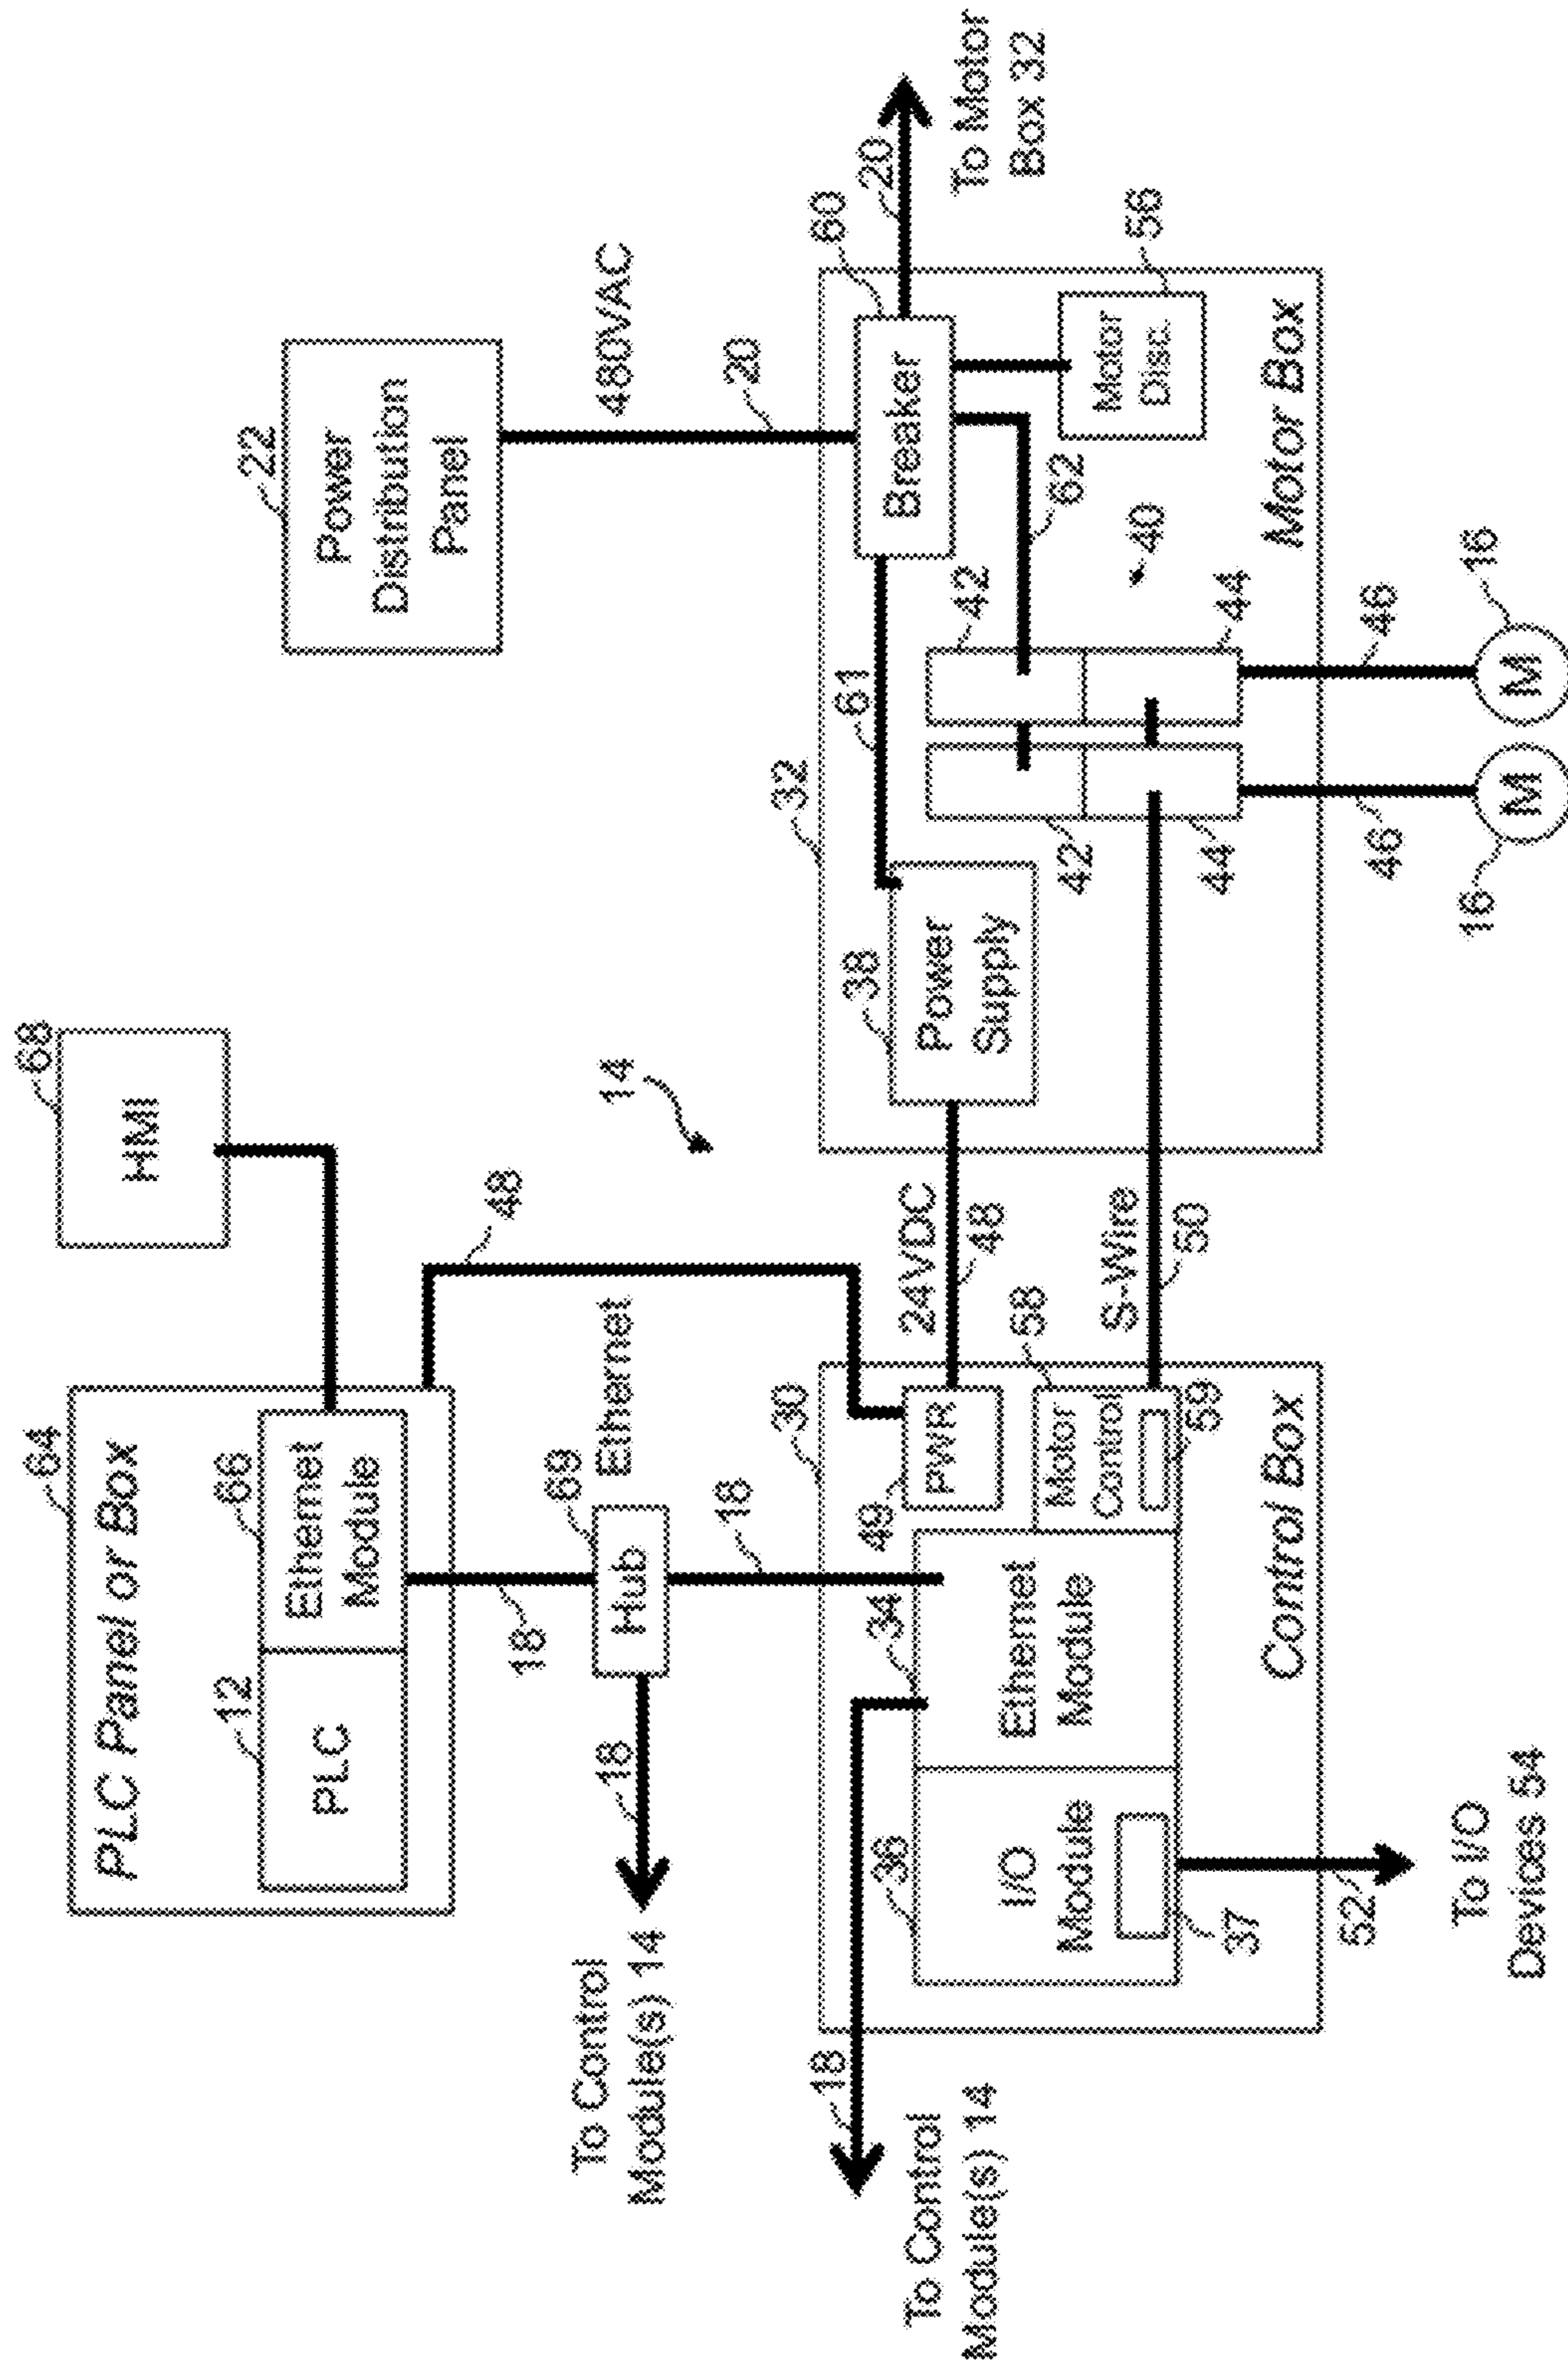 64
PLC Panel or Box
12
PLC
66
Ethernet
Module
68
HMI
22
Power
Distribution
Panel
480VAC
20
48
14
18
69
Hub
Ethernet
18
To Control
Module(s) 14
18
18
To Control
Module(s) 14
30
34
36
I/O
Module
37
Ethernet
Module
49
PWR
58
Motor
Control
59
Control Box
52
To I/O
Devices 54
24VDC
48
S-Wire
50
32
38
Power
Supply
61
60
Breaker
20
To Motor
Box 32
62
42
42
40
44
44
56
Motor
Disc.
Motor Box
46
46
16
M
M
16